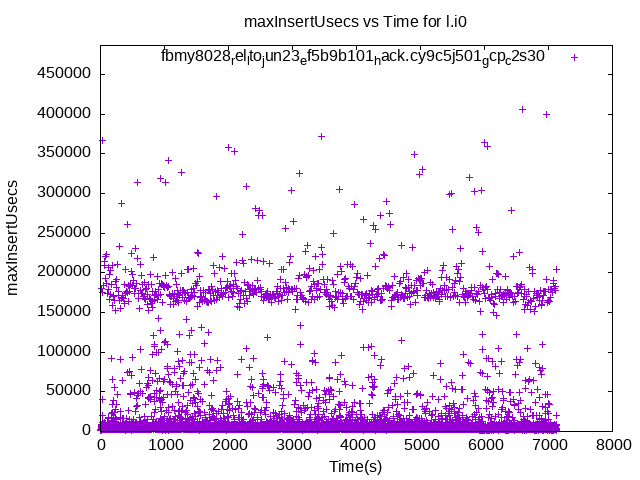 maxInsertUsecs vs Time for l.i0
fbmy8028relltojun23ef5b9b101hack.cy9c5j501gcpc2s30
450000
400000
350000
300000
250000
200000
150000
100000
50000
0
maxInsertUsecs
0 1000 2000 3000 4000 5000 6000 7000 8000
Time(s)